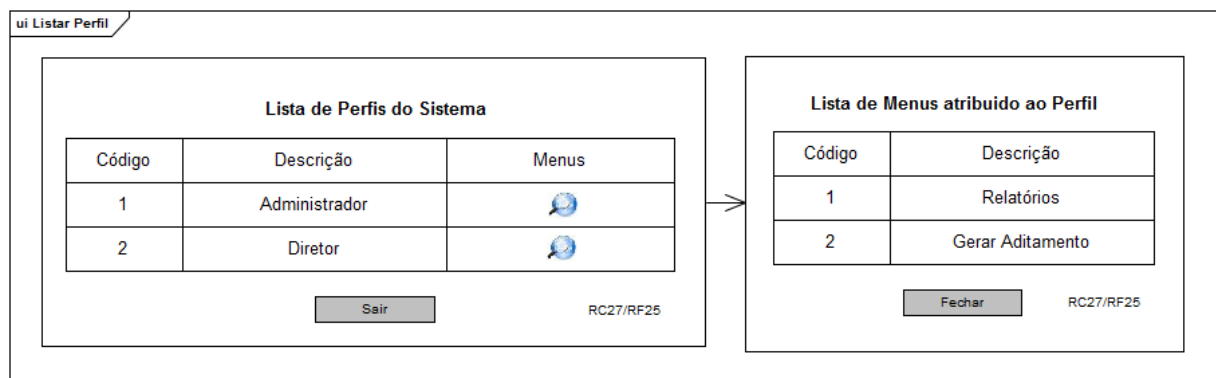 ui Listar Perfil
Lista de Perfis do Sistema
Código Descrição Menus
1 Administrador
2 Diretor
Sair RC27/RF25
Lista de Menus atribuido ao Perfil
Código Descrição
1 Relatórios
2 Gerar Aditamento
Fechar RC27/RF25